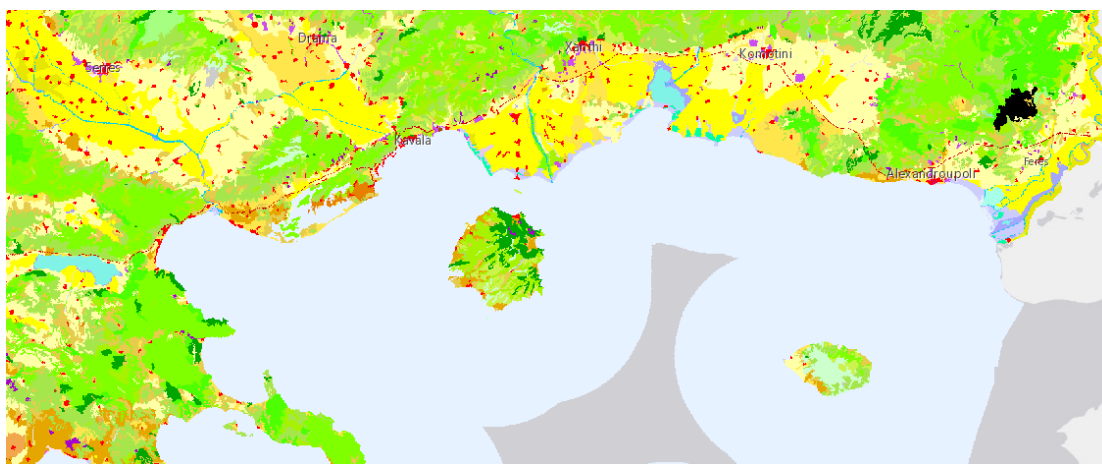 Drama
Xanthi
Komotini
Serres
Kavala
Feres
Alexandroupoli